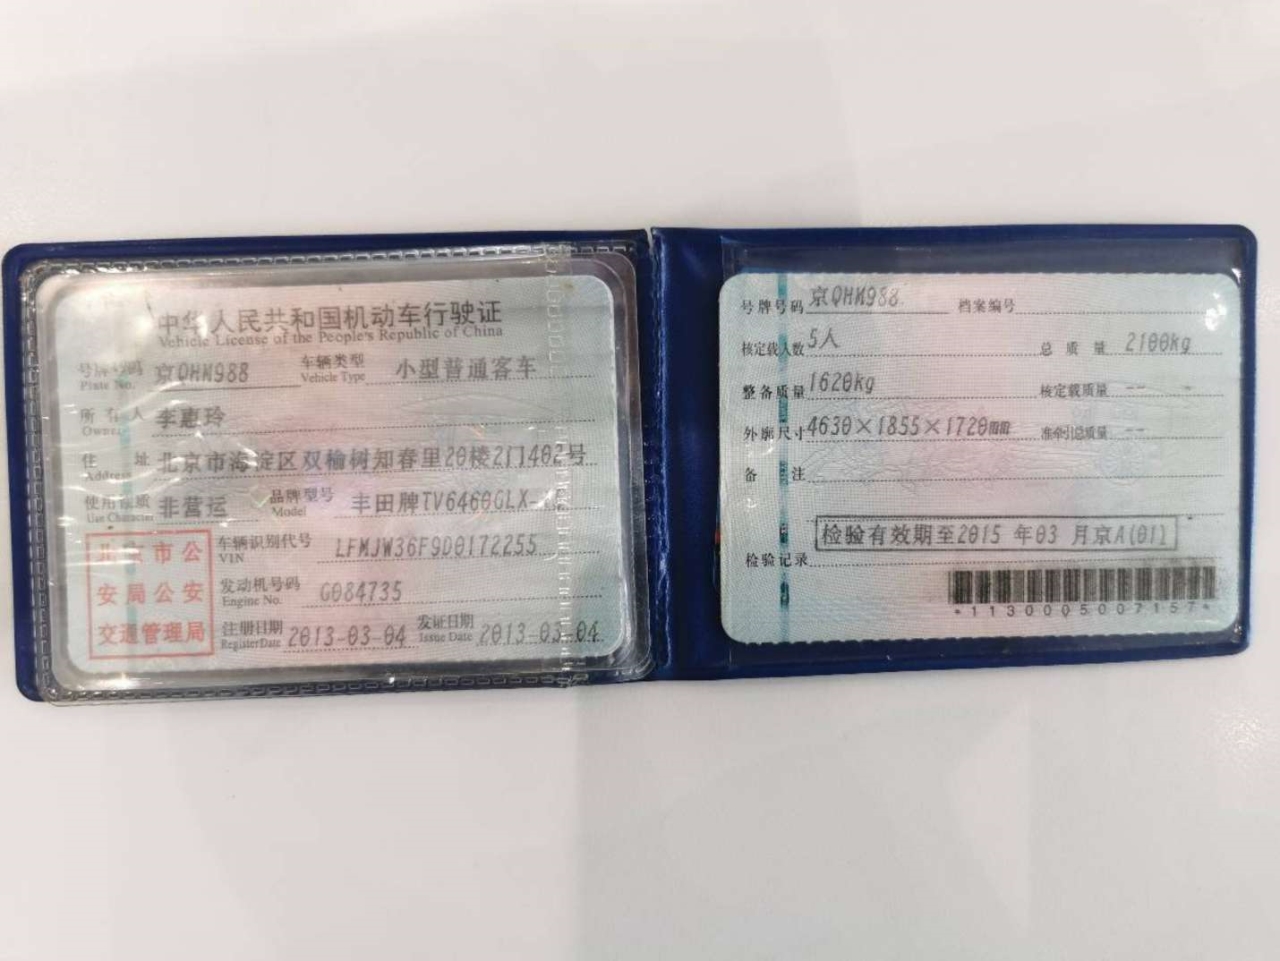 中华人民共和国机动车行驶证
Vehicle License of the People's Republic of China
号牌号码 京QHM988 车辆类型 小型普通客车
Plate No. Vehicle Type
所有人 李惠玲
Owner
住址 北京市海淀区双榆树知春里20楼211402号
Address
使用性质 非营运 品牌型号 丰田牌TV6460GLX-
Use Character Model
北京市公
安局公安
交通管理局
车辆识别代号 LFMJW36F9D0172255
VIN
发动机号码 G084735
Engine No.
注册日期 2013-03-04 发证日期 2013-03-04
Register Date Issue Date
号牌号码 京QHM988 档案编号
核定载人数 5人 总质量 2100kg
整备质量 1620kg 核定载质量 --
外廓尺寸 4630×1855×1720 准牵引总质量 --
备注
检验有效期至2015 年03 月京A(01)
检验记录
*1130005007157*